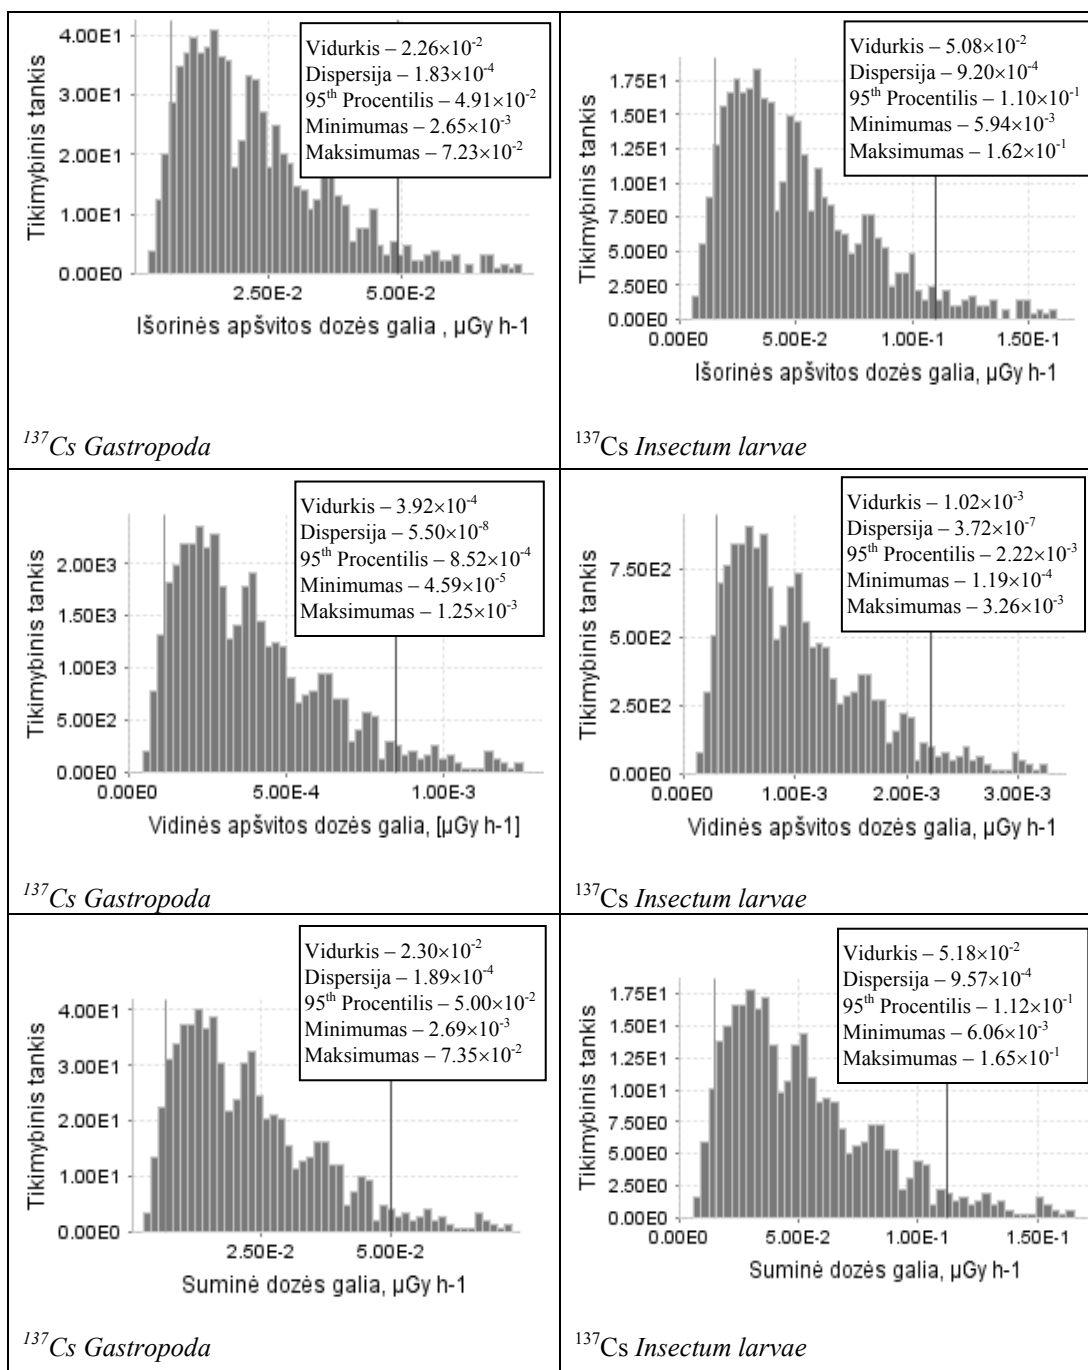 4.00E1
3.00E1
2.00E1
1.00E1
0.00E0
Tikimybinis tankis
Vidurkis – 2.26×10⁻²
Dispersija – 1.83×10⁻⁴
95ᵗʰ Procentilis – 4.91×10⁻²
Minimumas – 2.65×10⁻³
Maksimumas – 7.23×10⁻²
2.50E-2 5.00E-2
Išorinės apšvitos dozės galia , µGy h-1
¹³⁷Cs Gastropoda
1.75E1
1.50E1
1.25E1
1.00E1
7.50E0
5.00E0
2.50E0
0.00E0
Tikimybinis tankis
Vidurkis – 5.08×10⁻²
Dispersija – 9.20×10⁻⁴
95ᵗʰ Procentilis – 1.10×10⁻¹
Minimumas – 5.94×10⁻³
Maksimumas – 1.62×10⁻¹
0.00E0 5.00E-2 1.00E-1 1.50E-1
Išorinės apšvitos dozės galia, µGy h-1
¹³⁷Cs Insectum larvae
2.00E3
1.50E3
1.00E3
5.00E2
0.00E0
Tikimybinis tankis
Vidurkis – 3.92×10⁻⁴
Dispersija – 5.50×10⁻⁸
95ᵗʰ Procentilis – 8.52×10⁻⁴
Minimumas – 4.59×10⁻⁵
Maksimumas – 1.25×10⁻³
0.00E0 5.00E-4 1.00E-3
Vidinės apšvitos dozės galia, [µGy h-1]
¹³⁷Cs Gastropoda
7.50E2
5.00E2
2.50E2
0.00E0
Tikimybinis tankis
Vidurkis – 1.02×10⁻³
Dispersija – 3.72×10⁻⁷
95ᵗʰ Procentilis – 2.22×10⁻³
Minimumas – 1.19×10⁻⁴
Maksimumas – 3.26×10⁻³
0.00E0 1.00E-3 2.00E-3 3.00E-3
Vidinės apšvitos dozės galia, µGy h-1
¹³⁷Cs Insectum larvae
4.00E1
3.00E1
2.00E1
1.00E1
0.00E0
Tikimybinis tankis
Vidurkis – 2.30×10⁻²
Dispersija – 1.89×10⁻⁴
95ᵗʰ Procentilis – 5.00×10⁻²
Minimumas – 2.69×10⁻³
Maksimumas – 7.35×10⁻²
2.50E-2 5.00E-2
Suminė dozės galia, µGy h-1
¹³⁷Cs Gastropoda
1.75E1
1.50E1
1.25E1
1.00E1
7.50E0
5.00E0
2.50E0
0.00E0
Tikimybinis tankis
Vidurkis – 5.18×10⁻²
Dispersija – 9.57×10⁻⁴
95ᵗʰ Procentilis – 1.12×10⁻¹
Minimumas – 6.06×10⁻³
Maksimumas – 1.65×10⁻¹
0.00E0 5.00E-2 1.00E-1 1.50E-1
Suminė dozės galia, µGy h-1
¹³⁷Cs Insectum larvae